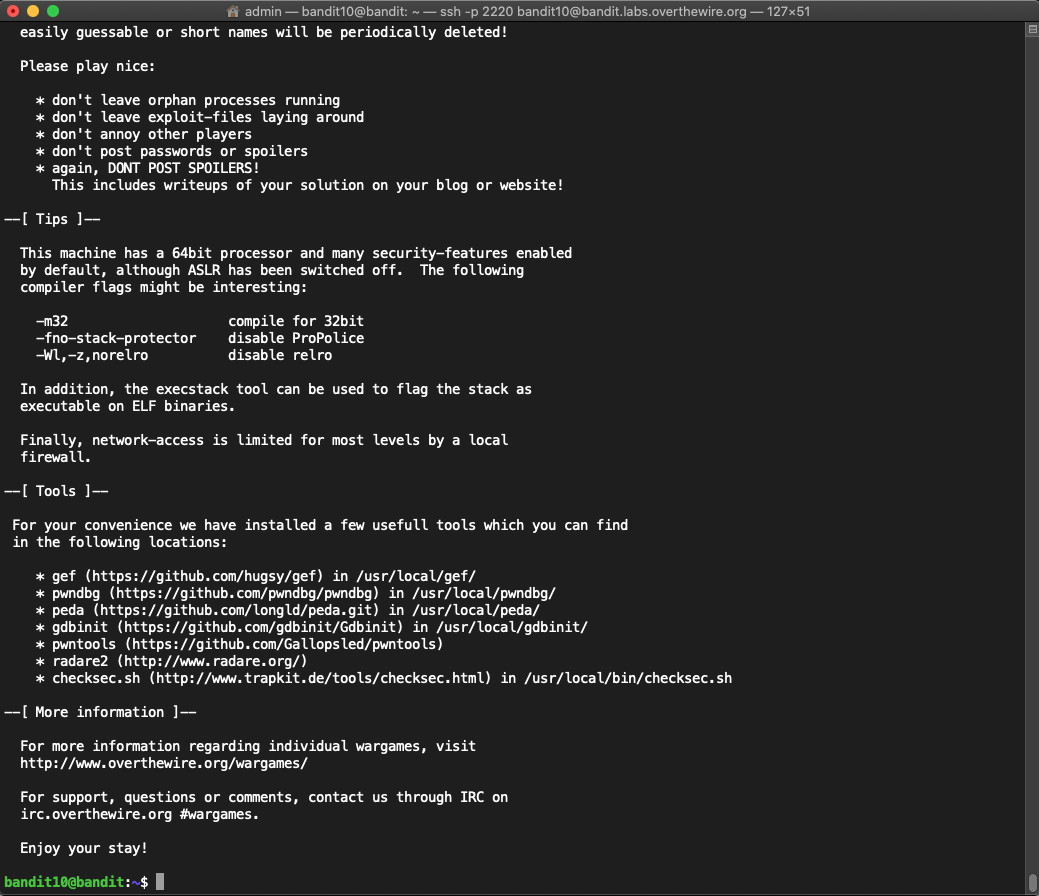 admin — bandit10@bandit: ~ — ssh -p 2220 bandit10@bandit.labs.overthewire.org — 127×51
easily guessable or short names will be periodically deleted!
Please play nice:
* don't leave orphan processes running
* don't leave exploit-files laying around
* don't annoy other players
* don't post passwords or spoilers
* again, DONT POST SPOILERS!
This includes writeups of your solution on your blog or website!
--[ Tips ]--
This machine has a 64bit processor and many security-features enabled
by default, although ASLR has been switched off.  The following
compiler flags might be interesting:
-m32                    compile for 32bit
-fno-stack-protector    disable ProPolice
-Wl,-z,norelro          disable relro
In addition, the execstack tool can be used to flag the stack as
executable on ELF binaries.
Finally, network-access is limited for most levels by a local
firewall.
--[ Tools ]--
For your convenience we have installed a few usefull tools which you can find
in the following locations:
* gef (https://github.com/hugsy/gef) in /usr/local/gef/
* pwndbg (https://github.com/pwndbg/pwndbg) in /usr/local/pwndbg/
* peda (https://github.com/longld/peda.git) in /usr/local/peda/
* gdbinit (https://github.com/gdbinit/Gdbinit) in /usr/local/gdbinit/
* pwntools (https://github.com/Gallopsled/pwntools)
* radare2 (http://www.radare.org/)
* checksec.sh (http://www.trapkit.de/tools/checksec.html) in /usr/local/bin/checksec.sh
--[ More information ]--
For more information regarding individual wargames, visit
http://www.overthewire.org/wargames/
For support, questions or comments, contact us through IRC on
irc.overthewire.org #wargames.
Enjoy your stay!
bandit10@bandit:~$